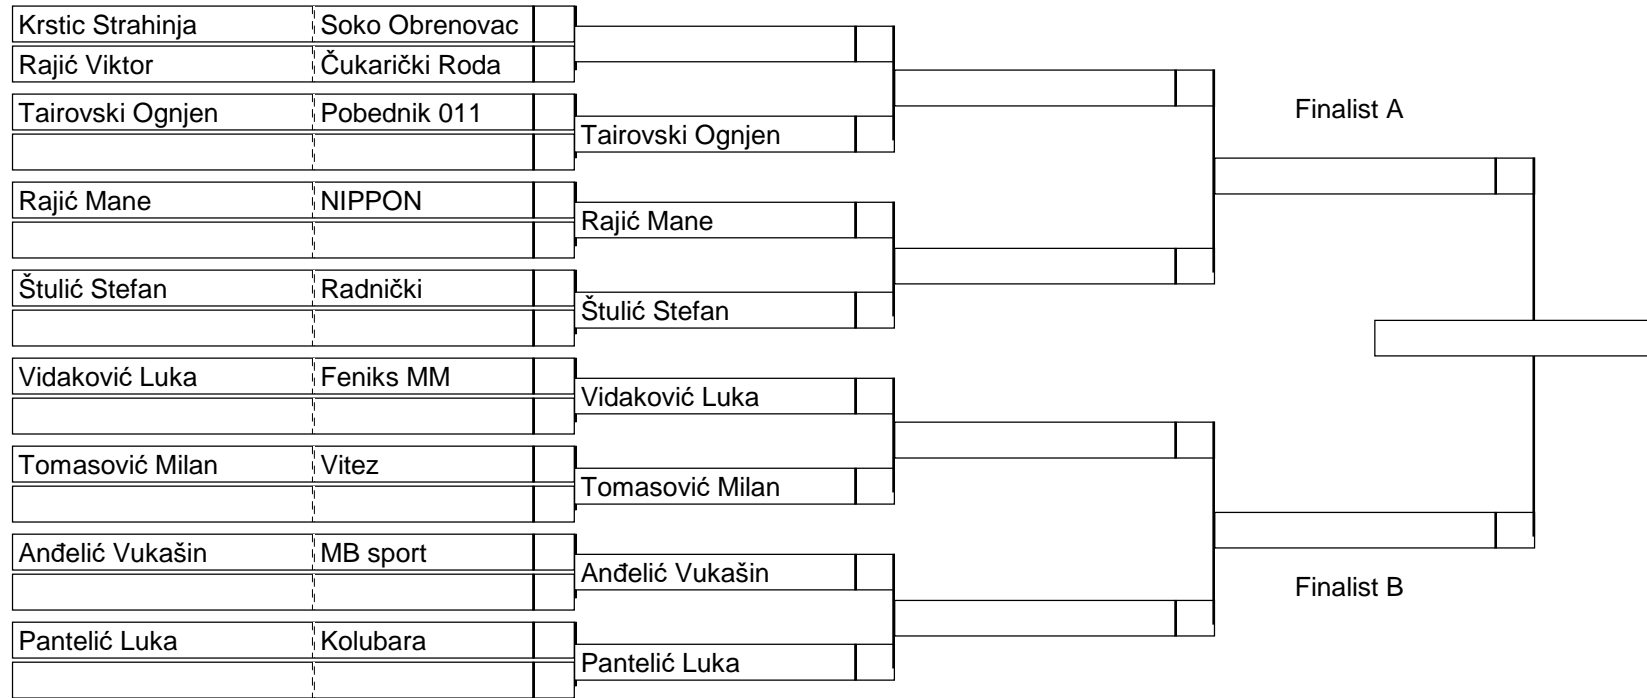 Krstic Strahinja Soko Obrenovac
Rajić Viktor Čukarički Roda
Tairovski Ognjen Pobednik 011
Finalist A
Tairovski Ognjen
Rajić Mane NIPPON
Rajić Mane
Štulić Stefan Radnički
Štulić Stefan
Vidaković Luka Feniks MM
Vidaković Luka
Tomasović Milan Vitez
Tomasović Milan
Anđelić Vukašin MB sport
Anđelić Vukašin
Finalist B
Pantelić Luka Kolubara
Pantelić Luka